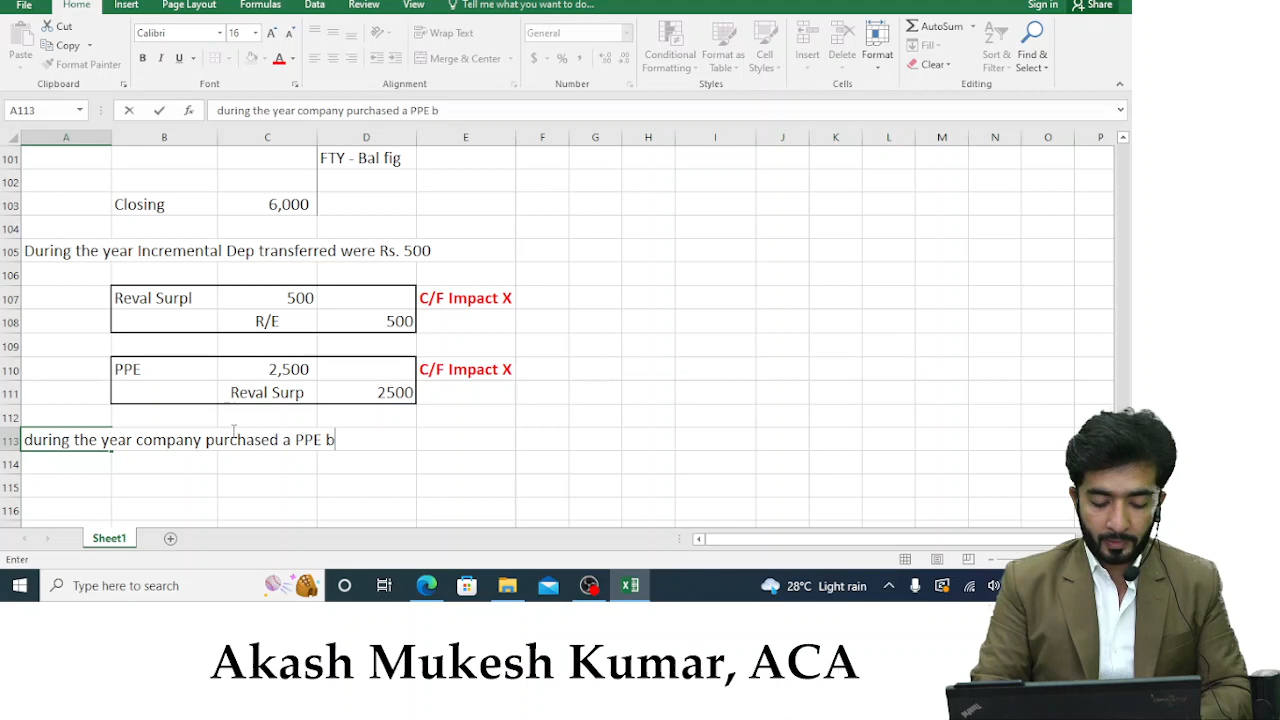 File Home Insert Page Layout Formulas Data Review View Tell me what you want to do... Sign in Share
Cut Calibri 16 Wrap Text General AutoSum
Copy Fill
Paste Format Painter Merge & Center Conditional Formatting Format as Table Cell Styles Insert Delete Format Clear Sort & Filter Find & Select
Clipboard Font Alignment Number Styles Cells Editing
A113 fx during the year company purchased a PPE b
A B C D E F G H I J K L M N O P
101 FTY - Bal fig
102
103 Closing 6,000
104
105 During the year Incremental Dep transferred were Rs. 500
106
107 Reval Surpl 500 C/F Impact X
108 R/E 500
109
110 PPE 2,500 C/F Impact X
111 Reval Surp 2500
112
113 during the year company purchased a PPE b
114
115
116
Sheet1
Enter
Type here to search 28°C Light rain
Akash Mukesh Kumar, ACA